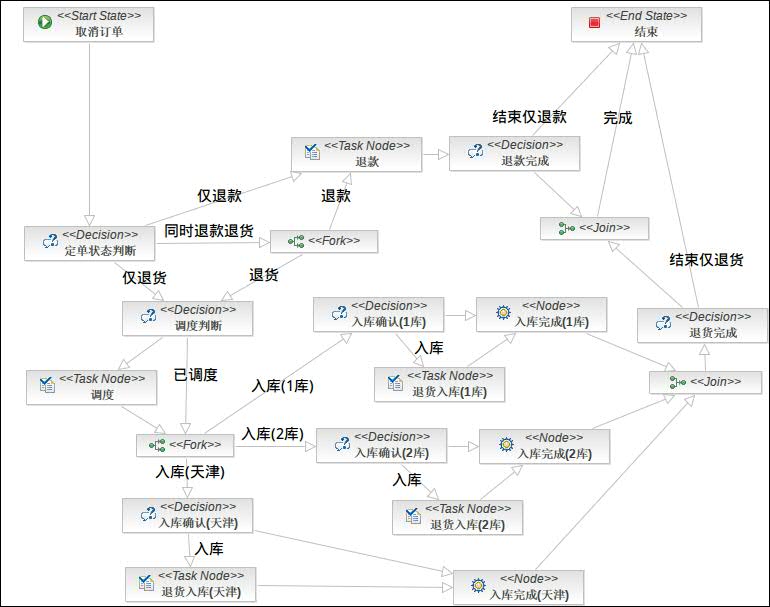 <<Start State>>
取消订单
<<End State>>
结束
结束仅退款
完成
<<Task Node>>
退款
<<Decision>>
退款完成
仅退款
退款
同时退款退货
<<Decision>>
定单状态判断
<<Fork>>
<<Join>>
仅退货
退货
结束仅退货
<<Decision>>
调度判断
<<Decision>>
入库确认(1库)
<<Node>>
入库完成(1库)
<<Decision>>
退货完成
入库
已调度
<<Task Node>>
调度
入库(1库)
<<Task Node>>
退货入库(1库)
<<Join>>
<<Fork>>
入库(2库)
<<Decision>>
入库确认(2库)
<<Node>>
入库完成(2库)
入库(天津)
入库
<<Decision>>
入库确认(天津)
<<Task Node>>
退货入库(2库)
入库
<<Task Node>>
退货入库(天津)
<<Node>>
入库完成(天津)